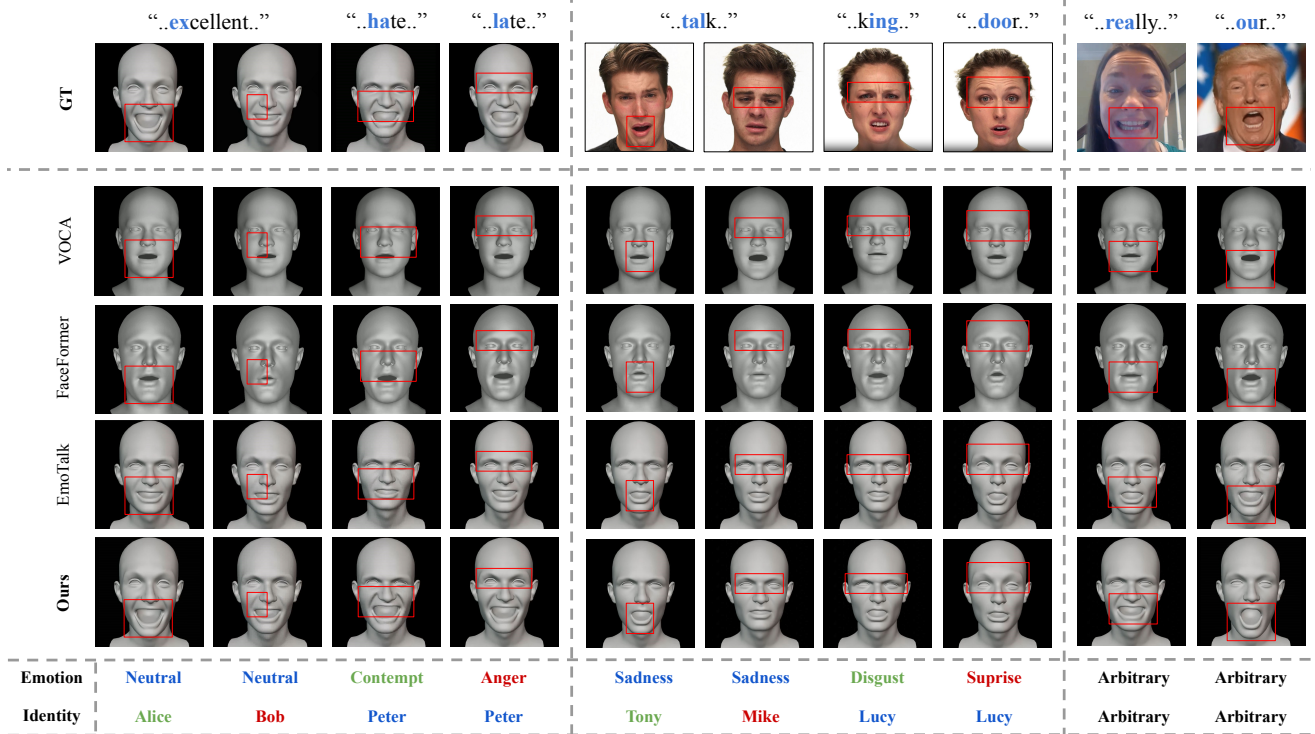 “..excellent..” “..hate..” “..late..” “..talk..” “..king..” “..door..” “..really..” “..our..”
GT
VOCA
FaceFormer
EmoTalk
Ours
Emotion Neutral Neutral Contempt Anger Sadness Sadness Disgust Suprise Arbitrary Arbitrary
Identity Alice Bob Peter Peter Tony Mike Lucy Lucy Arbitrary Arbitrary